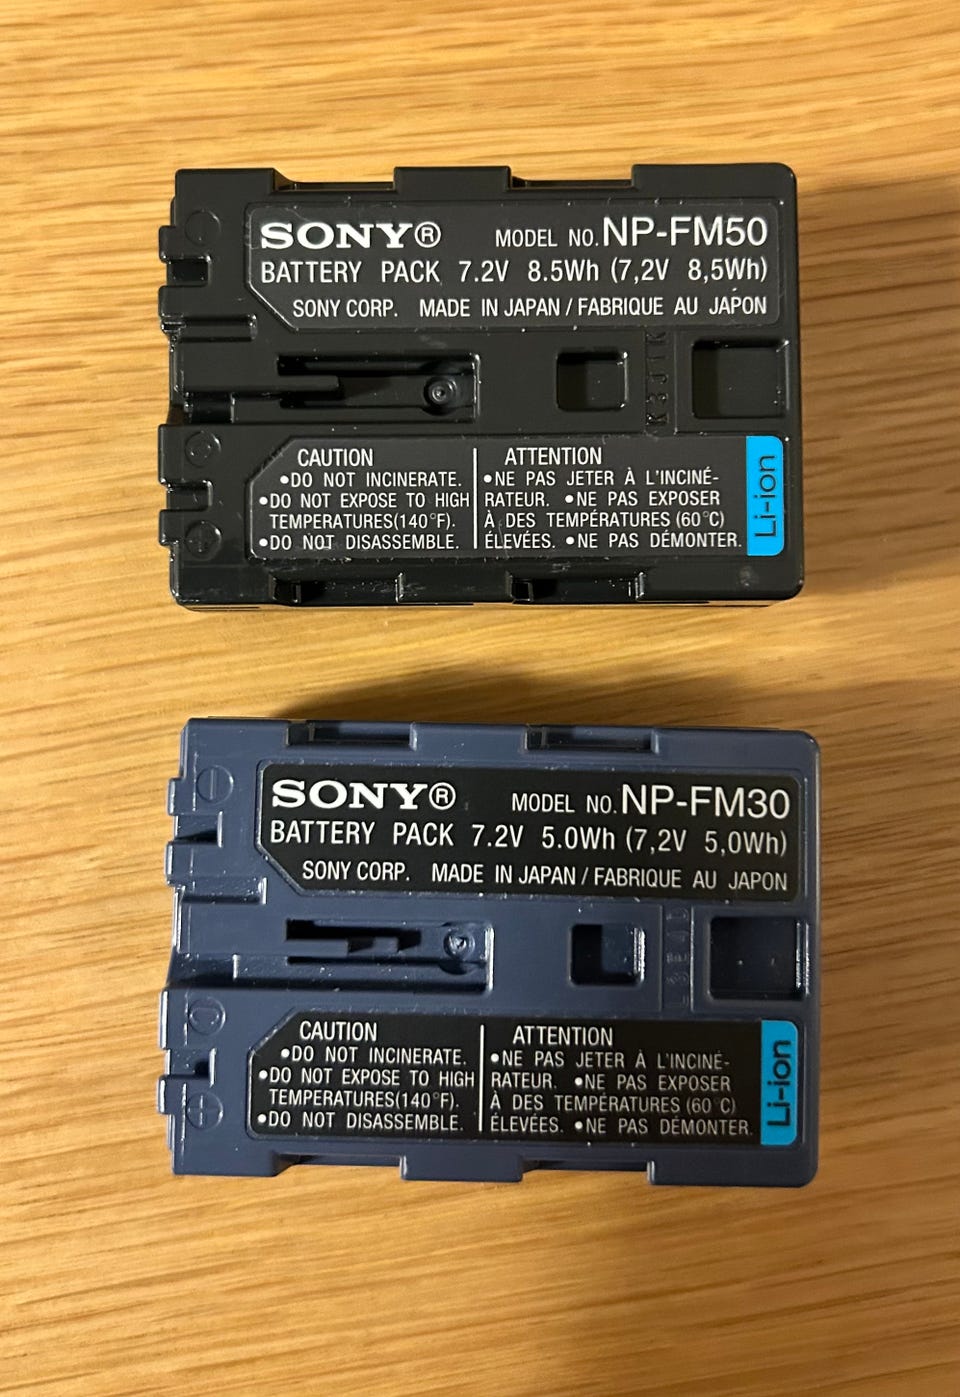 SONY® MODEL NO. NP-FM50
BATTERY PACK 7.2V 8.5Wh (7,2V 8,5Wh)
SONY CORP. MADE IN JAPAN / FABRIQUE AU JAPON
CAUTION
•DO NOT INCINERATE.
•DO NOT EXPOSE TO HIGH
TEMPERATURES(140°F).
•DO NOT DISASSEMBLE.
ATTENTION
•NE PAS JETER À L'INCINÉ-
RATEUR. •NE PAS EXPOSER
À DES TEMPÉRATURES (60°C)
ÉLEVÉES. •NE PAS DÉMONTER.
Li-ion
SONY® MODEL NO. NP-FM30
BATTERY PACK 7.2V 5.0Wh (7,2V 5,0Wh)
SONY CORP. MADE IN JAPAN / FABRIQUE AU JAPON
CAUTION
•DO NOT INCINERATE.
•DO NOT EXPOSE TO HIGH
TEMPERATURES(140°F).
•DO NOT DISASSEMBLE.
ATTENTION
•NE PAS JETER À L'INCINÉ-
RATEUR. •NE PAS EXPOSER
À DES TEMPÉRATURES (60°C)
ÉLEVÉES. •NE PAS DÉMONTER.
Li-ion